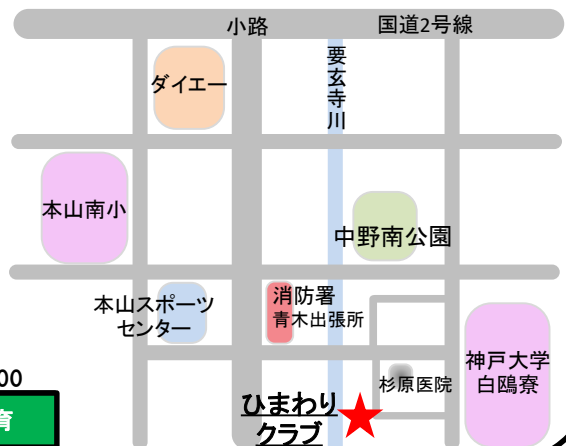 小路
国道2号線
ダイエー
要玄寺川
本山南小
中野南公園
本山スポーツ
センター
消防署
青木出張所
神戸大学
白鴎寮
杉原医院
00
育
ひまわり
クラブ